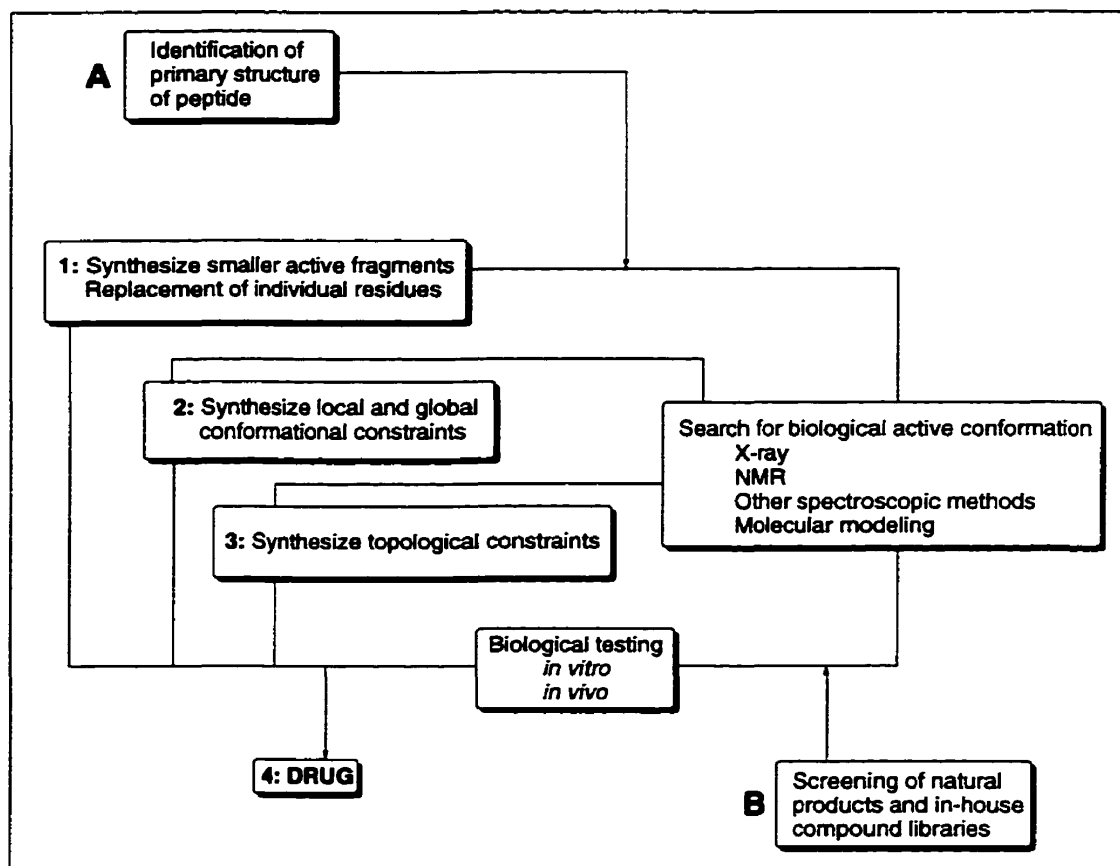 A
Identification of
primary structure
of peptide
1: Synthesize smaller active fragments
Replacement of individual residues
2: Synthesize local and global
conformational constraints
3: Synthesize topological constraints
Search for biological active conformation
X-ray
NMR
Other spectroscopic methods
Molecular modeling
Biological testing
in vitro
in vivo
4: DRUG
B
Screening of natural
products and in-house
compound libraries